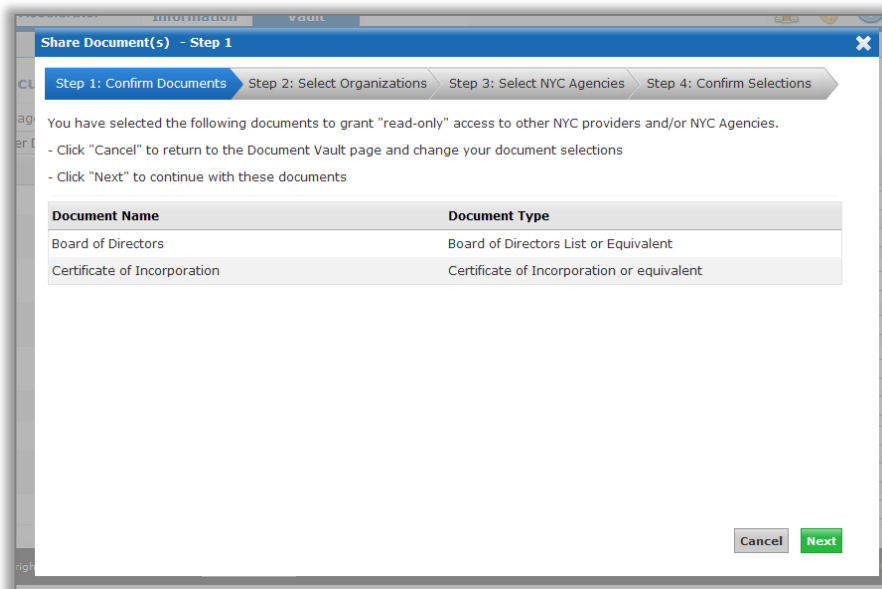 Information Vault
Share Document(s) - Step 1
Step 1: Confirm Documents Step 2: Select Organizations Step 3: Select NYC Agencies Step 4: Confirm Selections
You have selected the following documents to grant "read-only" access to other NYC providers and/or NYC Agencies.
- Click "Cancel" to return to the Document Vault page and change your document selections
- Click "Next" to continue with these documents
Document Name Document Type
Board of Directors Board of Directors List or Equivalent
Certificate of Incorporation Certificate of Incorporation or equivalent
Cancel Next